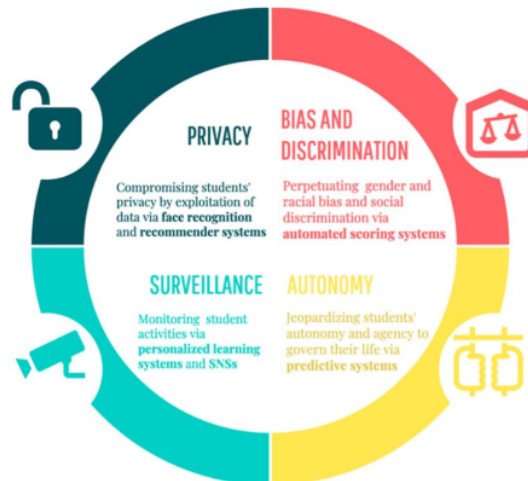 PRIVACY
Compromising students'
privacy by exploitation of
data via face recognition
and recommender systems
BIAS AND
DISCRIMINATION
Perpetuating gender and
racial bias and social
discrimination via
automated scoring systems
SURVEILLANCE
Monitoring student
activities via
personalized learning
systems and SNSs
AUTONOMY
Jeopardizing students'
autonomy and agency to
govern their life via
predictive systems